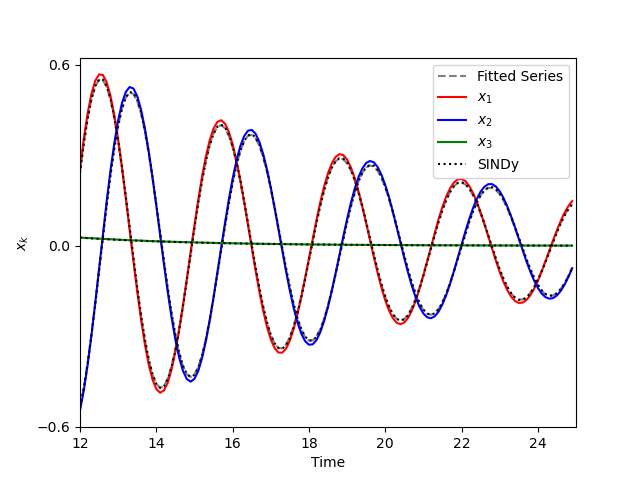 0.6
0.0
−0.6
x_k
Fitted Series
x_1
x_2
x_3
SINDy
12 14 16 18 20 22 24
Time